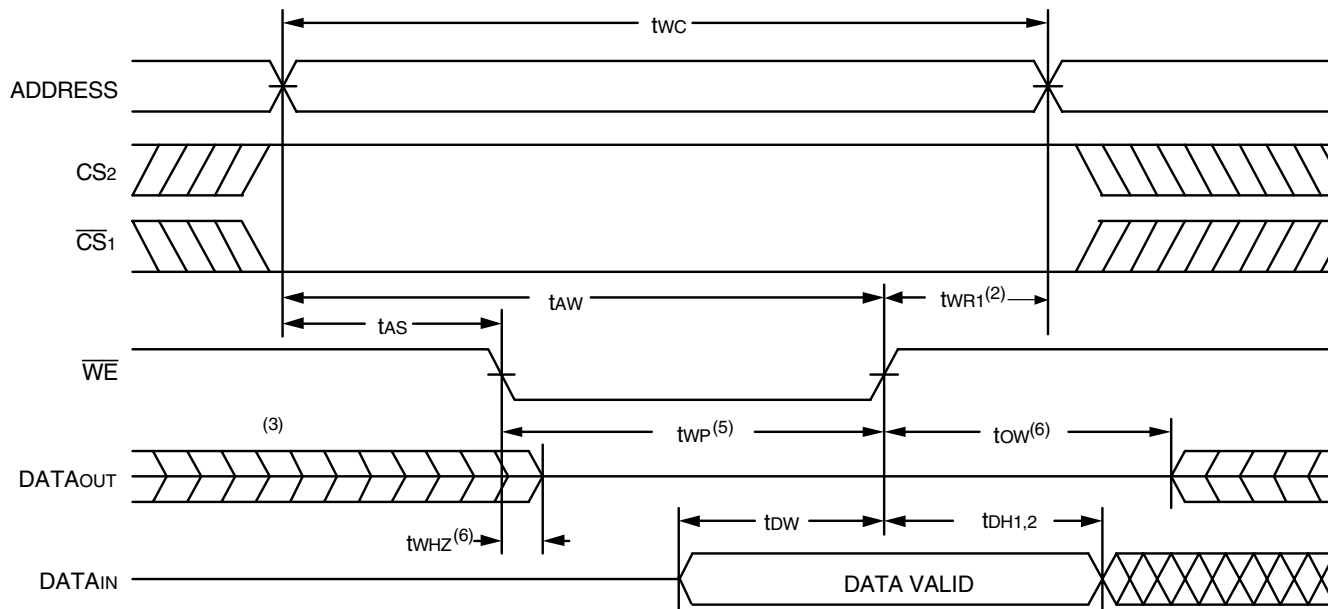 tWC
ADDRESS
CS2
CS1
tAW
tWR1(2)
tAS
WE
(3)
tWP(5)
tOW(6)
DATAOUT
tDW
tDH1,2
tWHZ(6)
DATAIN
DATA VALID